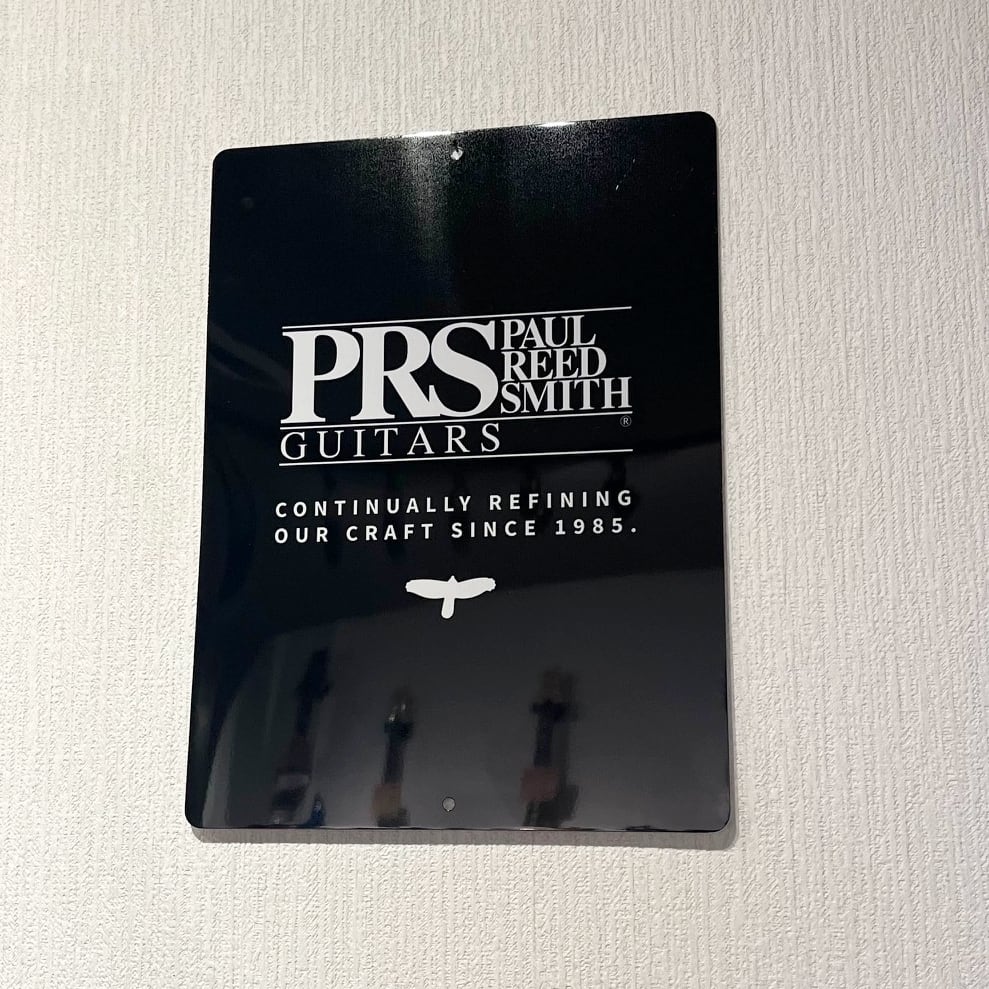 PRS PAUL
REED
SMITH®
GUITARS
CONTINUALLY REFINING
OUR CRAFT SINCE 1985.